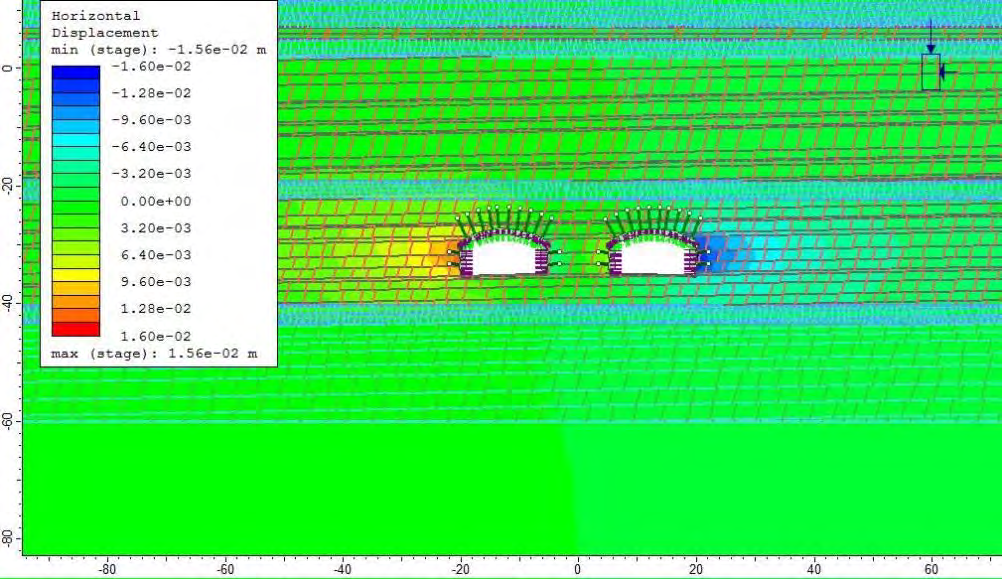 Horizontal
Displacement
min (stage): -1.56e-02 m
-1.60e-02
-1.28e-02
-9.60e-03
-6.40e-03
-3.20e-03
0.00e+00
3.20e-03
6.40e-03
9.60e-03
1.28e-02
1.60e-02
max (stage): 1.56e-02 m
0
-20
-40
-60
-80
-80 -60 -40 -20 0 20 40 60